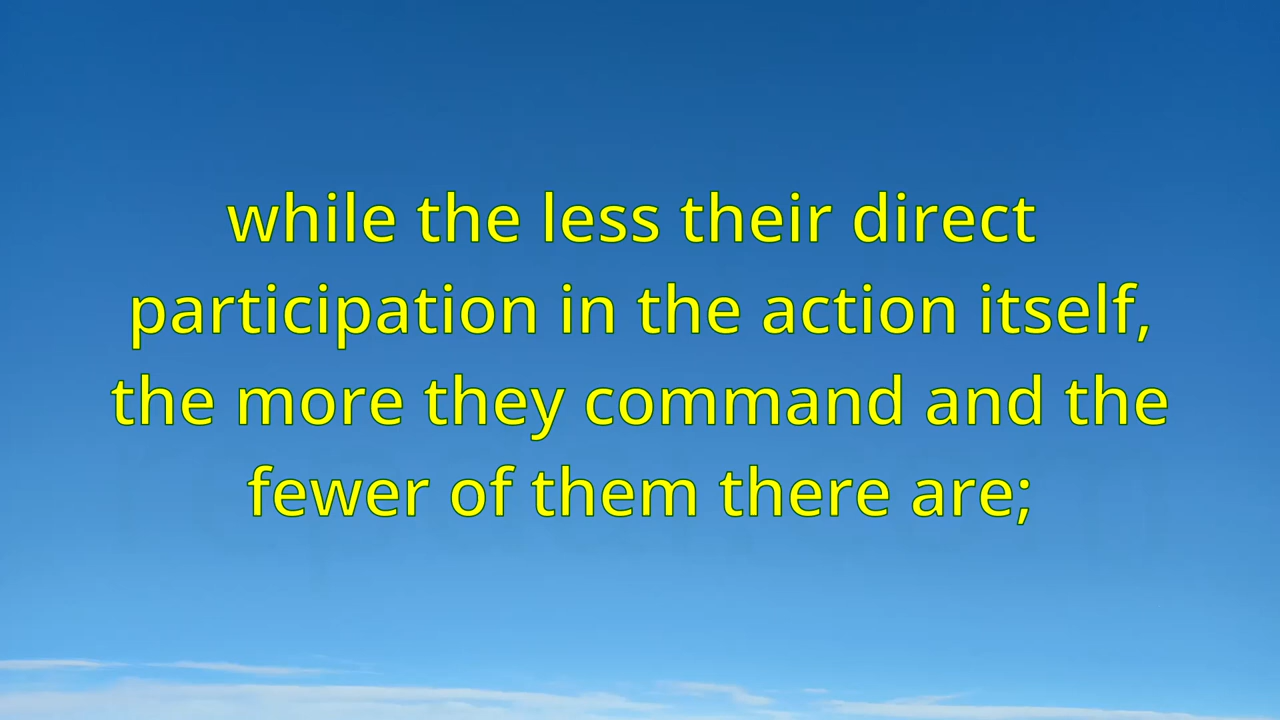 while the less their direct
participation in the action itself,
the more they command and the
fewer of them there are;